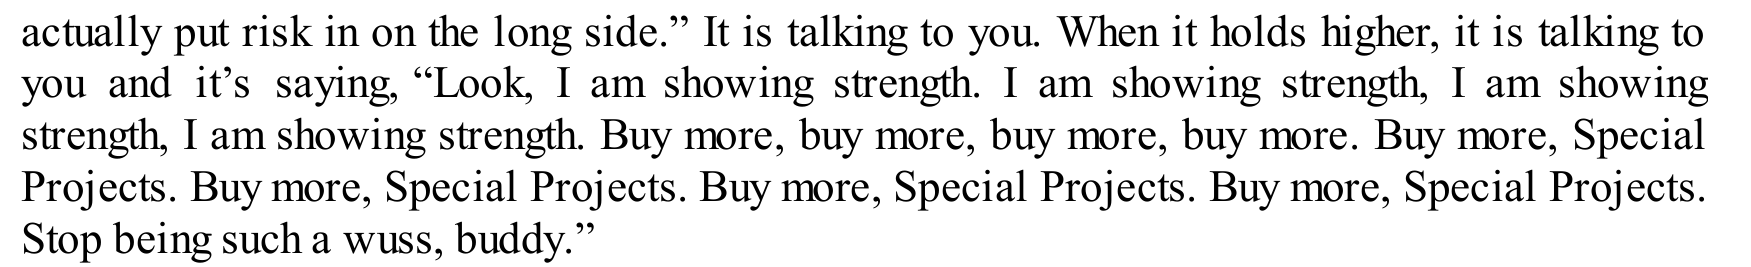 actually put risk in on the long side.” It is talking to you. When it holds higher, it is talking to
you and it’s saying, “Look, I am showing strength. I am showing strength, I am showing
strength, I am showing strength. Buy more, buy more, buy more, buy more. Buy more, Special
Projects. Buy more, Special Projects. Buy more, Special Projects. Buy more, Special Projects.
Stop being such a wuss, buddy.”